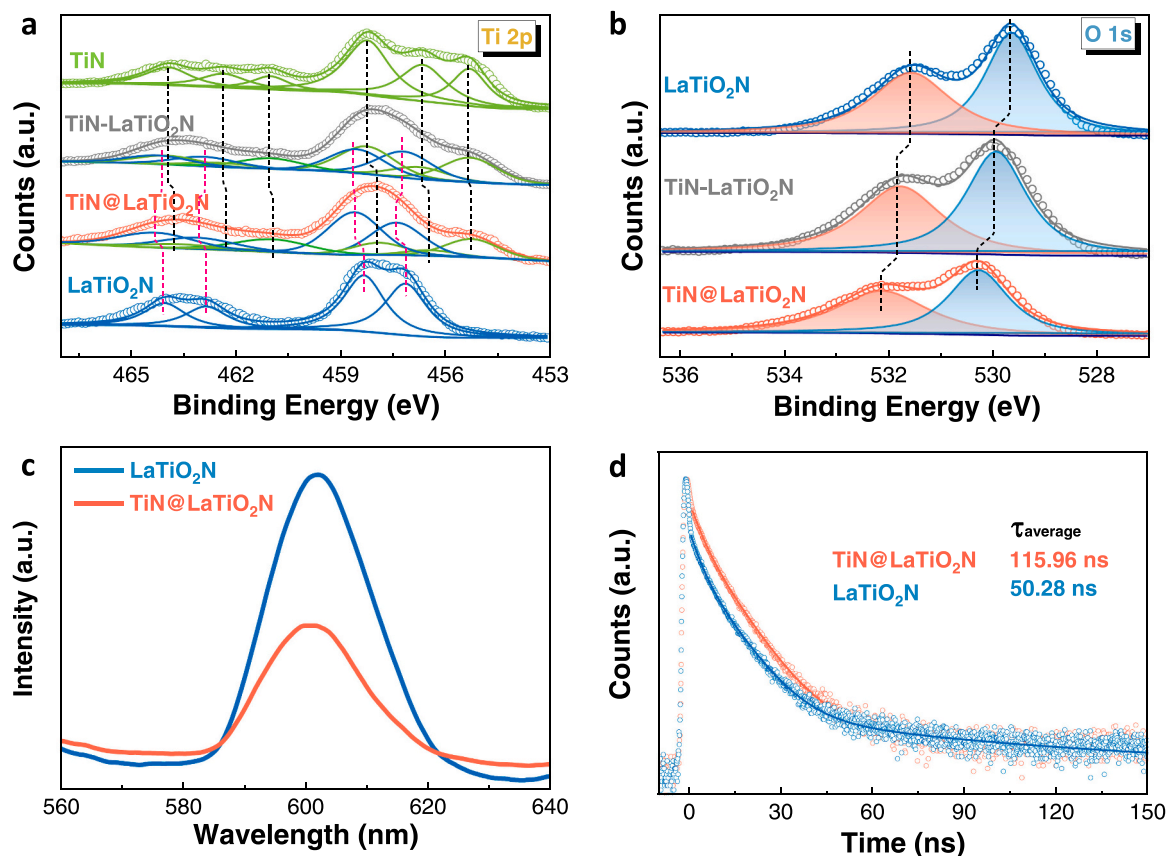 a
Ti 2p
TiN
TiN-LaTiO₂N
TiN@LaTiO₂N
LaTiO₂N
Counts (a.u.)
465 462 459 456 453
Binding Energy (eV)
b
O 1s
LaTiO₂N
TiN-LaTiO₂N
TiN@LaTiO₂N
Counts (a.u.)
536 534 532 530 528
Binding Energy (eV)
c
LaTiO₂N
TiN@LaTiO₂N
Intensity (a.u.)
560 580 600 620 640
Wavelength (nm)
d
τaverage
TiN@LaTiO₂N 115.96 ns
LaTiO₂N 50.28 ns
Counts (a.u.)
0 30 60 90 120 150
Time (ns)